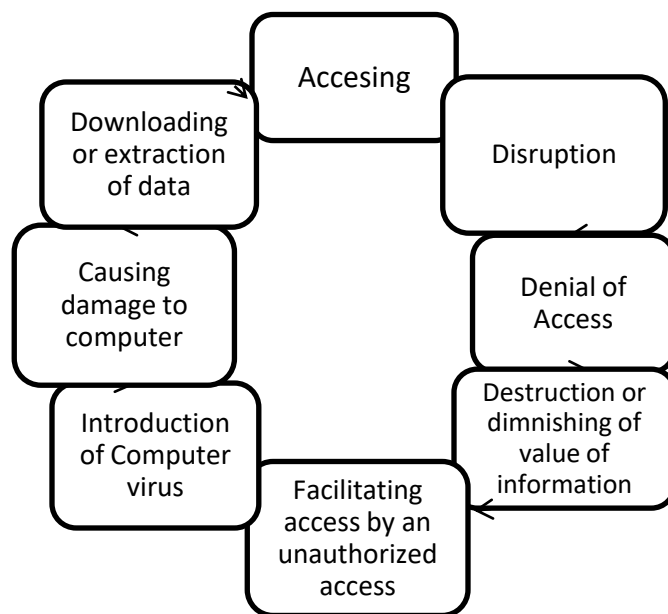 Accesing
Disruption
Denial of
Access
Destruction or
dimnishing of
value of
information
Facilitating
access by an
unauthorized
access
Introduction
of Computer
virus
Causing
damage to
computer
Downloading
or extraction
of data